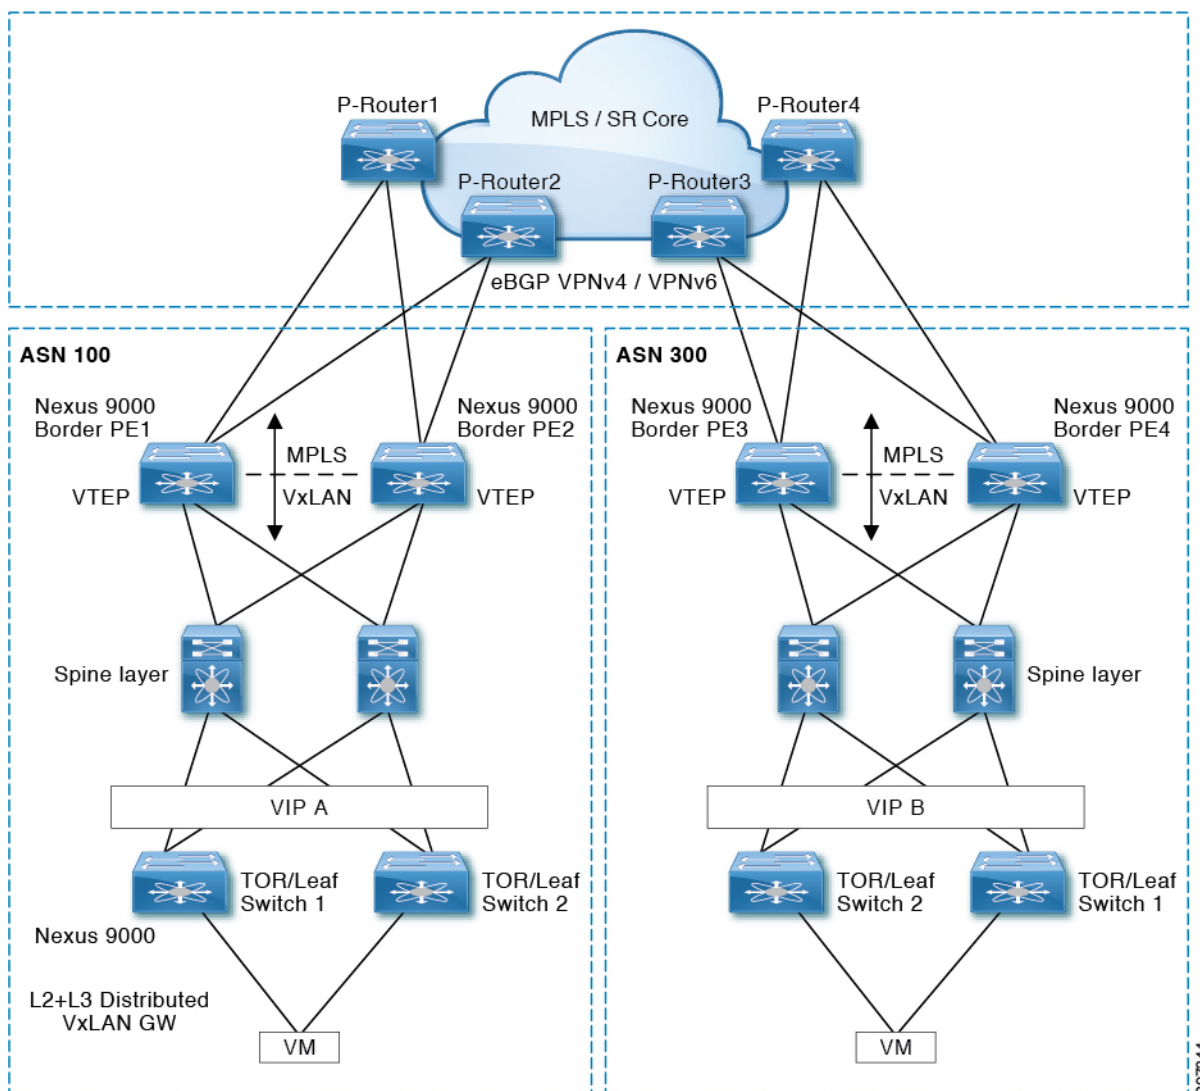 P-Router1
P-Router4
MPLS / SR Core
P-Router2
P-Router3
eBGP VPNv4 / VPNv6
ASN 100
Nexus 9000
Border PE1
Nexus 9000
Border PE2
MPLS
VTEP
VxLAN
VTEP
Spine layer
VIP A
TOR/Leaf
Switch 1
TOR/Leaf
Switch 2
Nexus 9000
L2+L3 Distributed
VxLAN GW
VM
ASN 300
Nexus 9000
Border PE3
Nexus 9000
Border PE4
MPLS
VTEP
VxLAN
VTEP
Spine layer
VIP B
TOR/Leaf
Switch 2
TOR/Leaf
Switch 1
VM